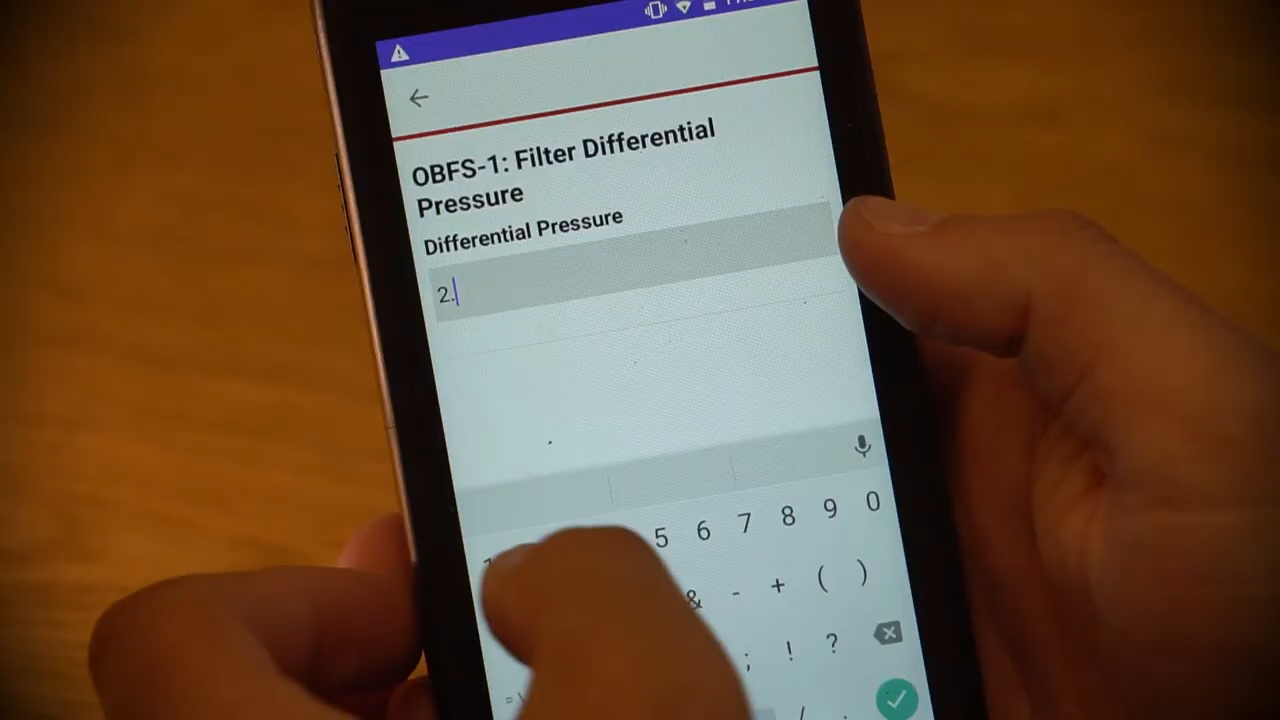 OBFS-1: Filter Differential
Pressure
Differential Pressure
2.
5 6 7 8 9 0
& - + ( )
; ! ?
/ .